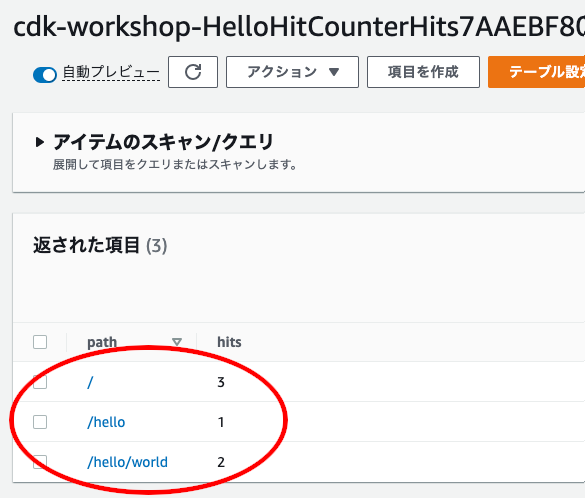 cdk-workshop-HelloHitCounterHits7AAEBF80
自動プレビュー
アクション
項目を作成
テーブル設定
アイテムのスキャン/クエリ
展開して項目をクエリまたはスキャンします。
返された項目 (3)
path hits
/ 3
/hello 1
/hello/world 2